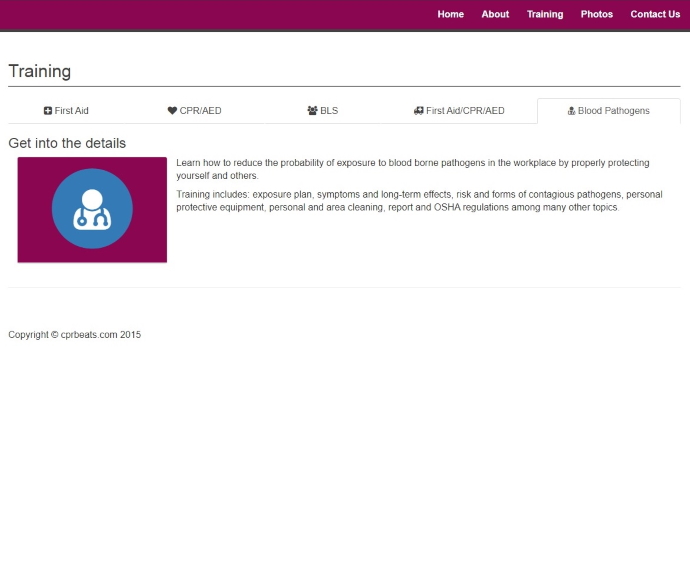 Home About Training Photos Contact Us
Training
First Aid CPR/AED BLS First Aid/CPR/AED Blood Pathogens
Get into the details
Learn how to reduce the probability of exposure to blood borne pathogens in the workplace by properly protecting
yourself and others.
Training includes: exposure plan, symptoms and long-term effects, risk and forms of contagious pathogens, personal
protective equipment, personal and area cleaning, report and OSHA regulations among many other topics.
Copyright © cprbeats.com 2015